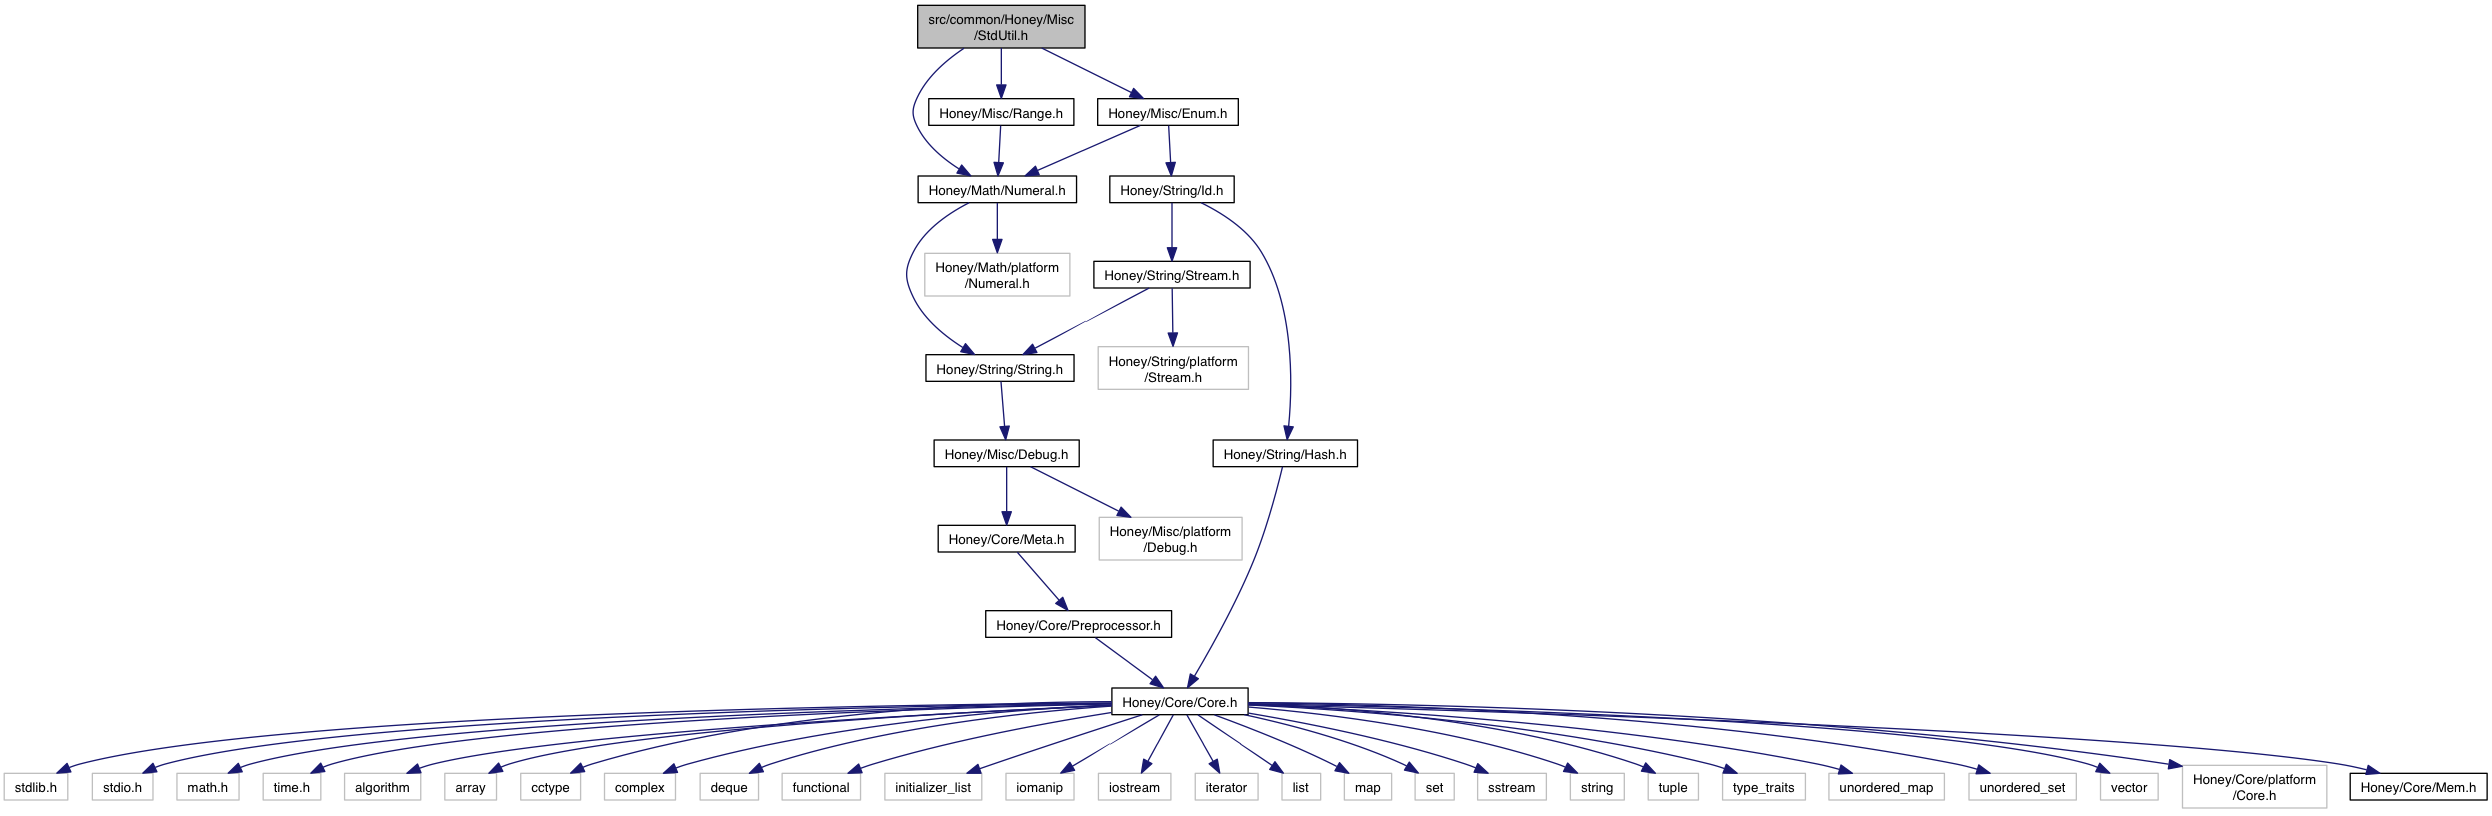 src/common/Honey/Misc
/StdUtil.h
Honey/Misc/Range.h
Honey/Misc/Enum.h
Honey/Math/Numeral.h
Honey/String/Id.h
Honey/Math/platform
/Numeral.h
Honey/String/Stream.h
Honey/String/platform
/Stream.h
Honey/String/String.h
Honey/Misc/Debug.h
Honey/String/Hash.h
Honey/Core/Meta.h
Honey/Misc/platform
/Debug.h
Honey/Core/Preprocessor.h
Honey/Core/Core.h
stdlib.h
stdio.h
math.h
time.h
algorithm
array
cctype
complex
deque
functional
initializer_list
iomanip
iostream
iterator
list
map
set
sstream
string
tuple
type_traits
unordered_map
unordered_set
vector
Honey/Core/platform
/Core.h
Honey/Core/Mem.h